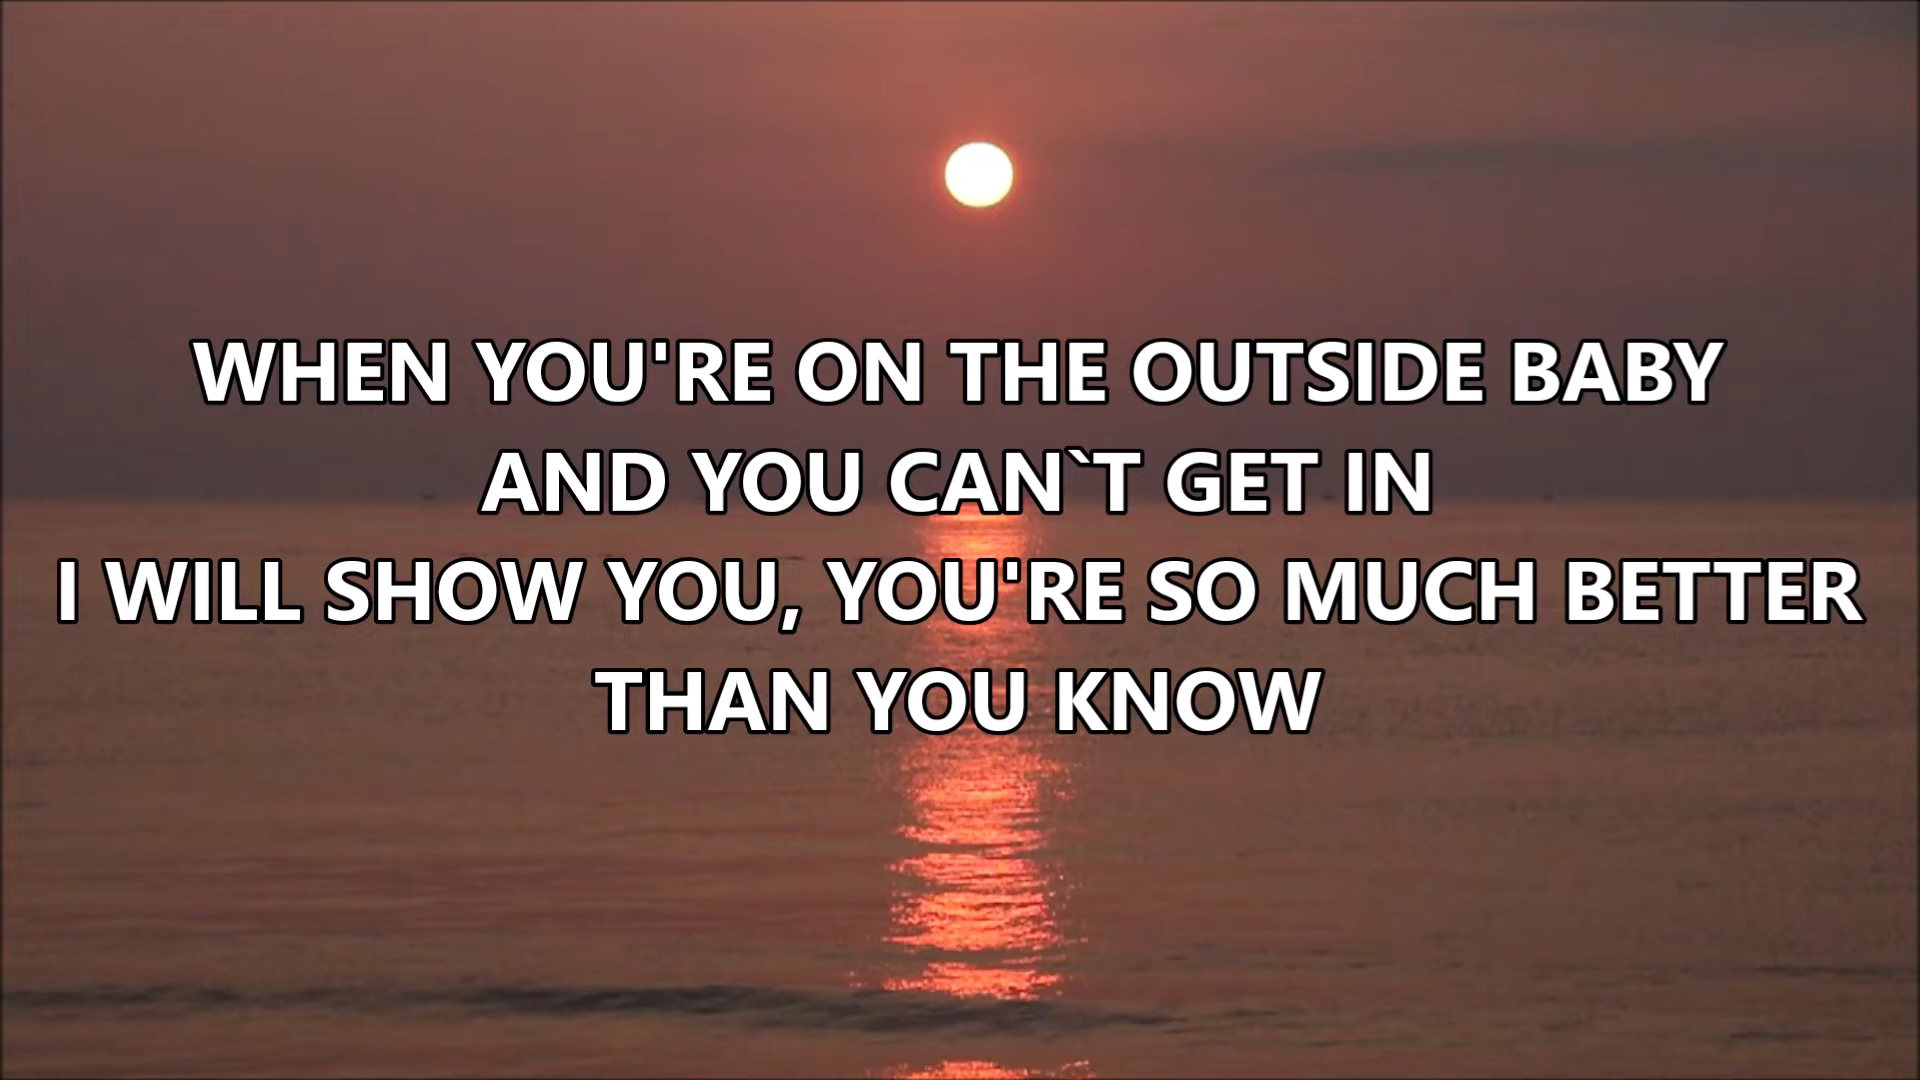 WHEN YOU'RE ON THE OUTSIDE BABY
AND YOU CAN`T GET IN
I WILL SHOW YOU, YOU'RE SO MUCH BETTER
THAN YOU KNOW